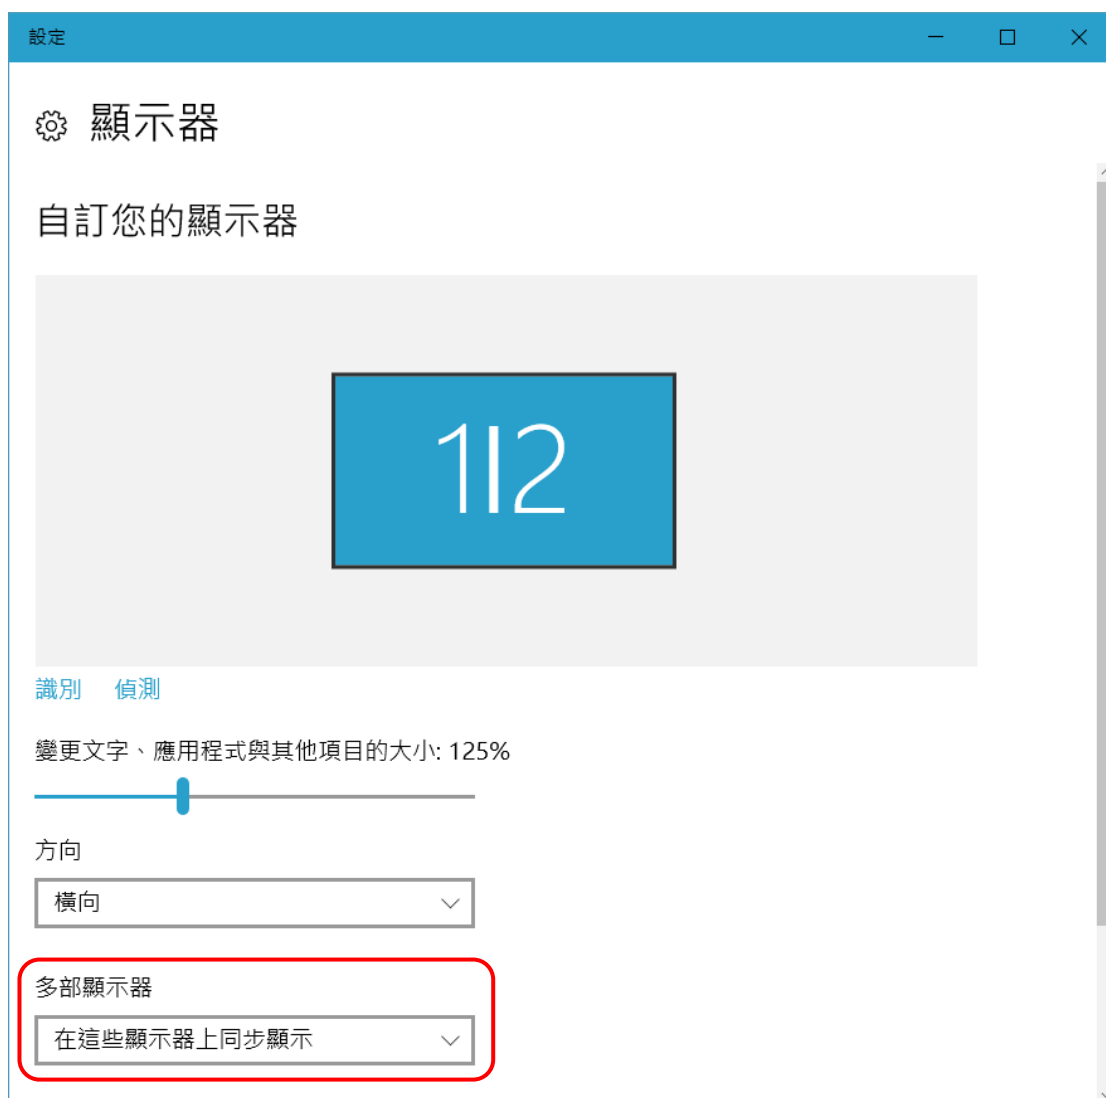 設定
顯示器
自訂您的顯示器
1|2
識別 偵測
變更文字、應用程式與其他項目的大小: 125%
方向
橫向
多部顯示器
在這些顯示器上同步顯示